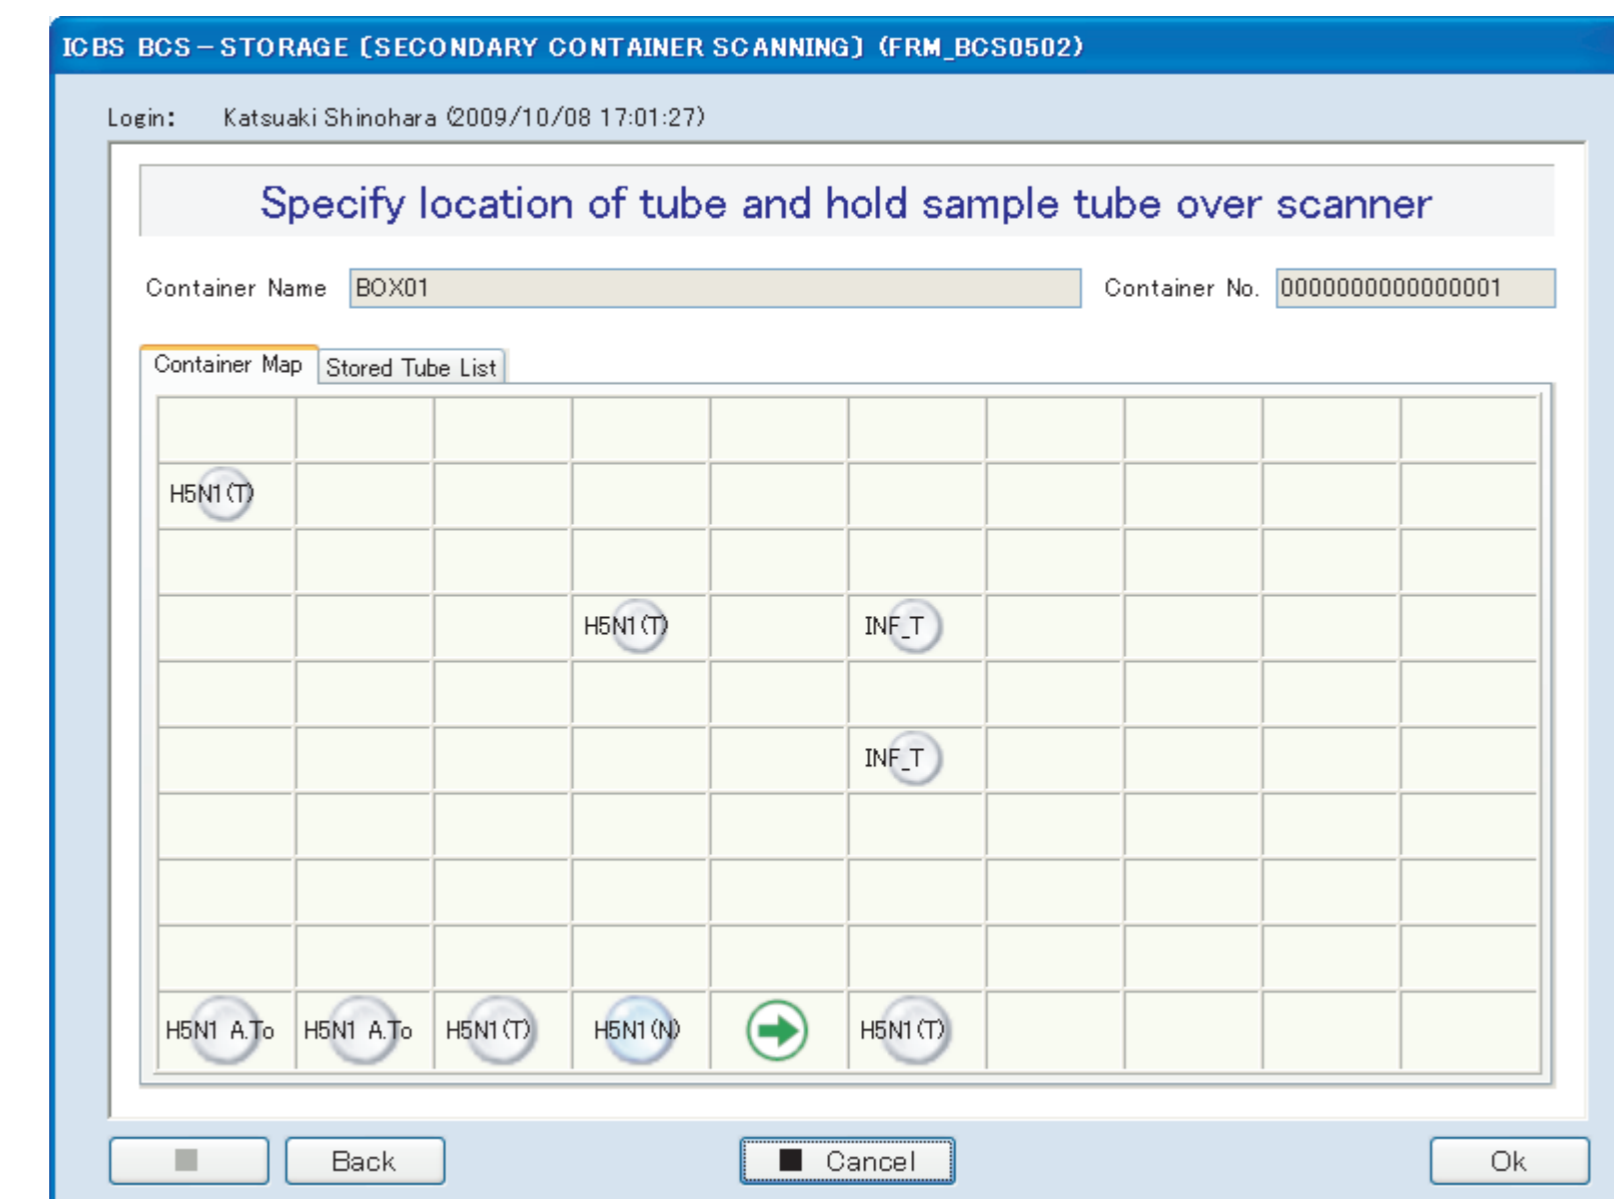 ICBS BCS－STORAGE [SECONDARY CONTAINER SCANNING] (FRM_BCS0502)
Login: Katsuaki Shinohara (2009/10/08 17:01:27)
Specify location of tube and hold sample tube over scanner
Container Name BOX01 Container No. 0000000000000001
Container Map Stored Tube List
H5N1(T)
H5N1(T) INF_T
INF_T
H5N1 A.To H5N1 A.To H5N1(T) H5N1(N) H5N1(T)
Back Cancel Ok